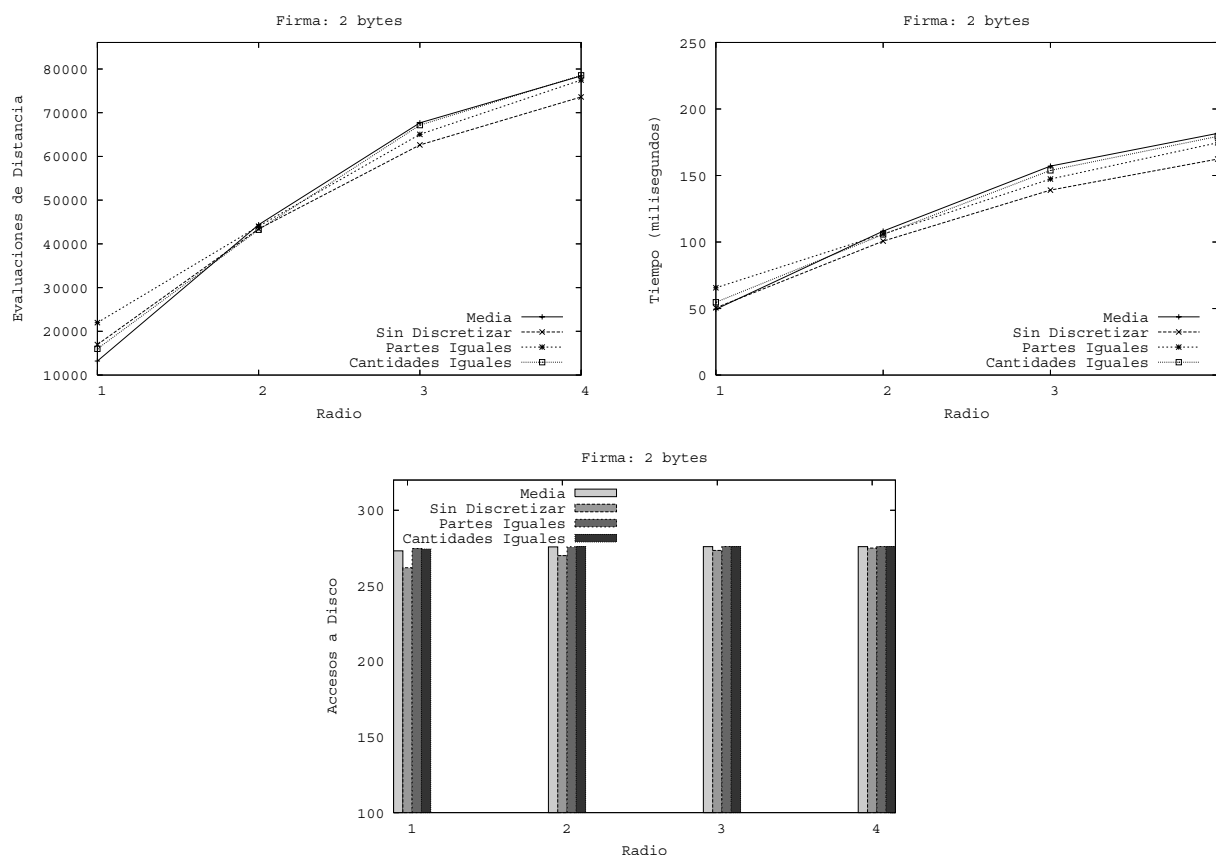 Firma: 2 bytes
80000
70000
60000
50000
40000
30000
20000
10000
Evaluaciones de Distancia
Media
Sin Discretizar
Partes Iguales
Cantidades Iguales
1 2 3 4
Radio
Firma: 2 bytes
250
200
150
100
50
0
Tiempo (milisegundos)
Media
Sin Discretizar
Partes Iguales
Cantidades Iguales
1 2 3
Radio
Firma: 2 bytes
300
250
200
150
100
Accesos a Disco
Media
Sin Discretizar
Partes Iguales
Cantidades Iguales
1 2 3 4
Radio